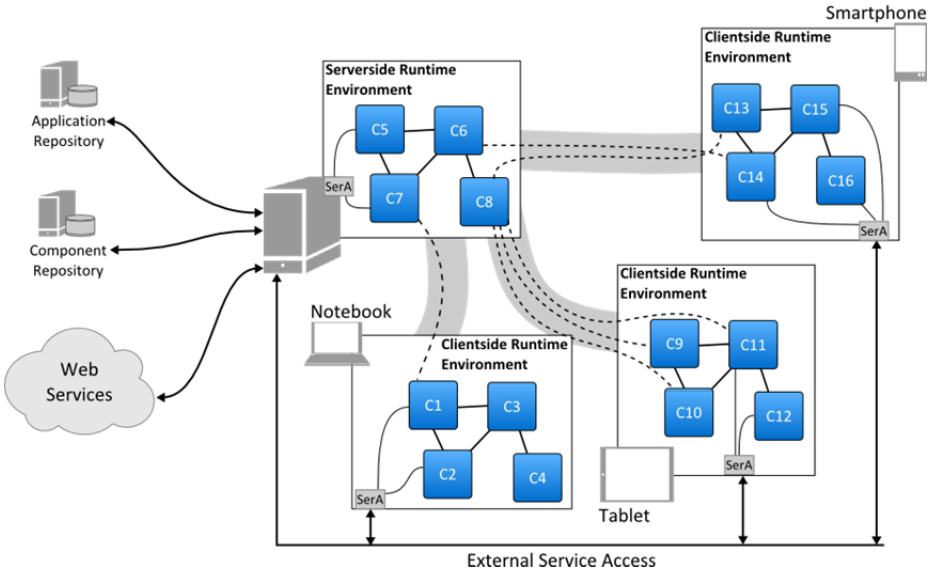 Smartphone
Clientside Runtime
Environment
C13
C15
C14
C16
SerA
Serverside Runtime
Environment
C5
C6
C7
C8
SerA
Application
Repository
Component
Repository
Web
Services
Notebook
Clientside Runtime
Environment
C1
C3
C2
C4
SerA
Clientside Runtime
Environment
C9
C11
C10
C12
SerA
Tablet
External Service Access